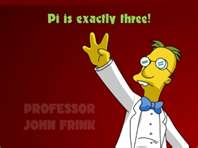 Pi is exactly three!
PROFESSOR
JOHN FRINK